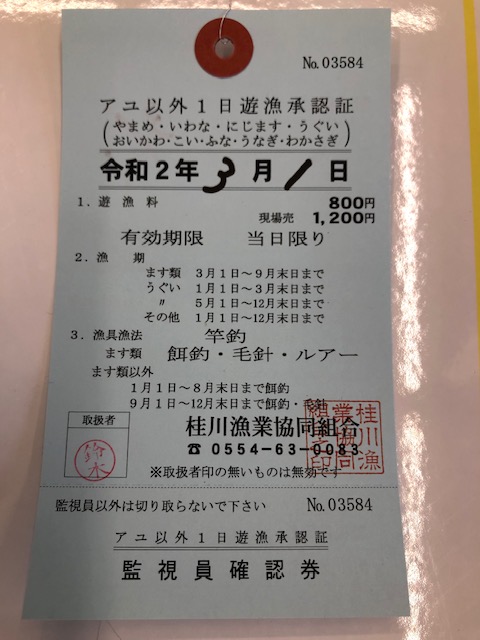 No.03584
アユ以外1日遊漁承認証
(やまめ・いわな・にじます・うぐい
おいかわ・こい・ふな・うなぎ・わかさぎ)
令和2年3月1日
1．遊漁料 800円
現場売 1,200円
有効期限 当日限り
2．漁期
ます類 3月1日～9月末日まで
うぐい 1月1日～3月末日まで
〃 5月1日～12月末日まで
その他 1月1日～12月末日まで
3．漁具漁法 竿釣
ます類 餌釣・毛針・ルアー
ます類以外
1月1日～8月末日まで餌釣
9月1日～12月末日まで餌釣・毛針
取扱者
桂川漁業協同組合
☎0554-63-0083
※取扱者印の無いものは無効です
監視員以外は切り取らないで下さい No.03584
アユ以外1日遊漁承認証
監視員確認券